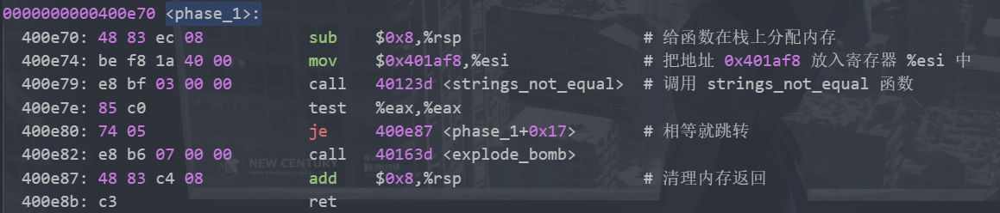 0000000000400e70 <phase_1>:
400e70: 48 83 ec 08 sub $0x8,%rsp # 给函数在栈上分配内存
400e74: be f8 1a 40 00 mov $0x401af8,%esi # 把地址 0x401af8 放入寄存器 %esi 中
400e79: e8 bf 03 00 00 call 40123d <strings_not_equal> # 调用 strings_not_equal 函数
400e7e: 85 c0 test %eax,%eax
400e80: 74 05 je 400e87 <phase_1+0x17> # 相等就跳转
400e82: e8 b6 07 00 00 call 40163d <explode_bomb>
NEW CENTURY
400e87: 48 83 c4 08 add $0x8,%rsp # 清理内存返回
400e8b: c3 ret